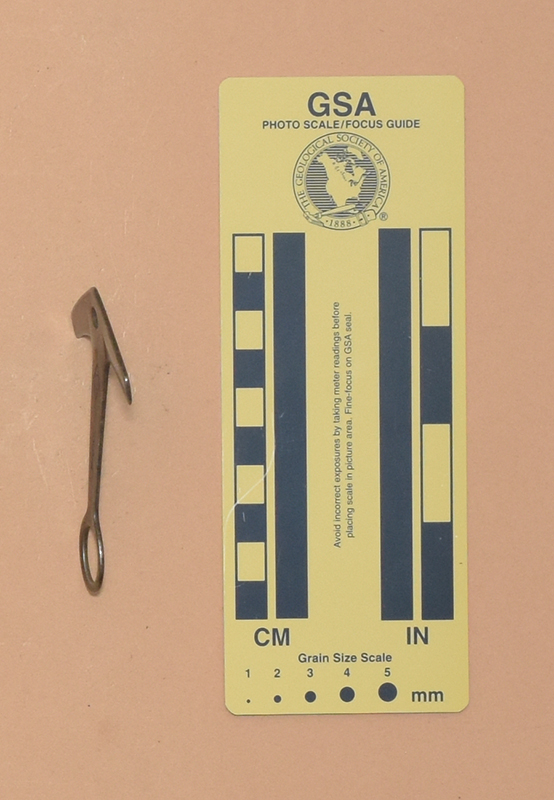 GSA
PHOTO SCALE/FOCUS GUIDE
THE GEOLOGICAL SOCIETY OF AMERICA
·1888·
®
Avoid incorrect exposures by taking meter readings before
placing scale in picture area. Fine-focus on GSA seal.
CM
IN
Grain Size Scale
1 2 3 4 5
mm